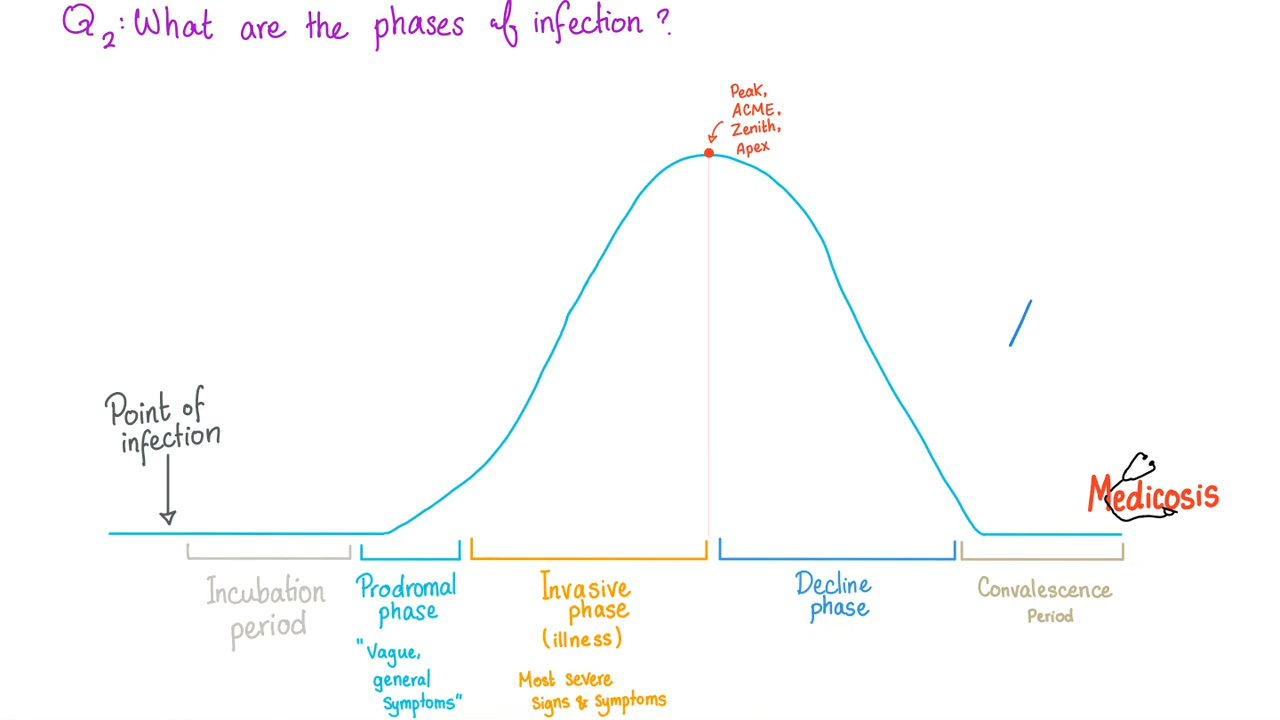 Q2: What are the phases of infection?
Peak,
ACME,
Zenith,
Apex
Point of
infection
Medicosis
Incubation
period
Prodromal
phase
"Vague,
general
Symptoms"
Invasive
phase
(illness)
Most severe
Signs & Symptoms
Decline
phase
Convalescence
Period